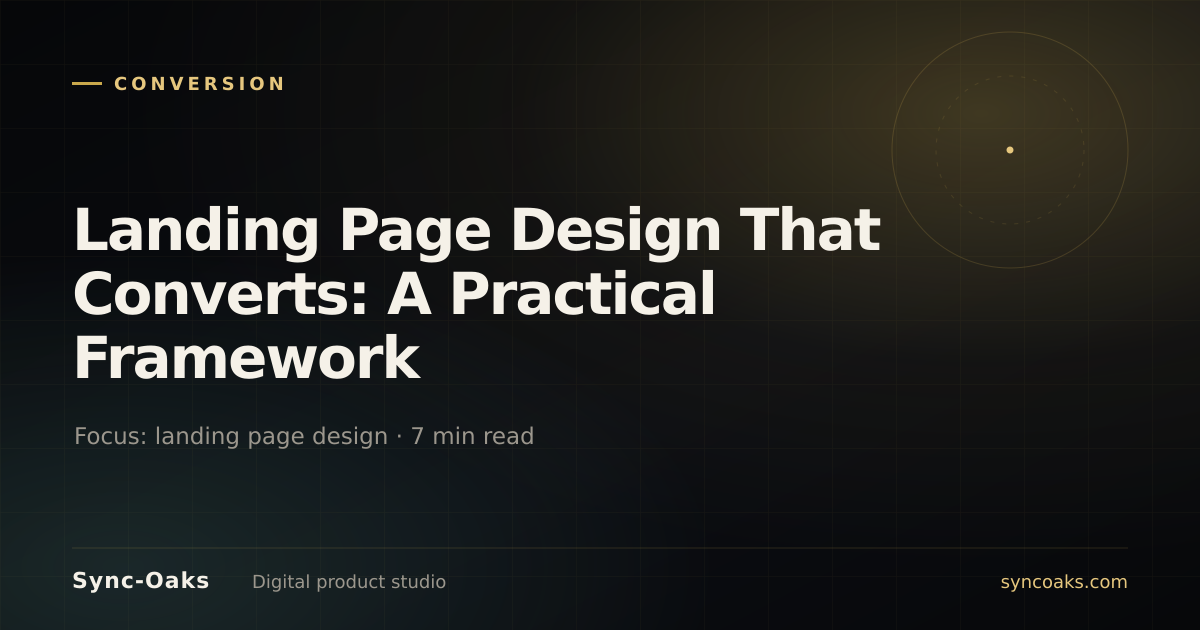 CONVERSION
Landing Page Design That
Converts: A Practical
Framework
Focus: landing page design · 7 min read
Sync-Oaks Digital product studio syncoaks.com